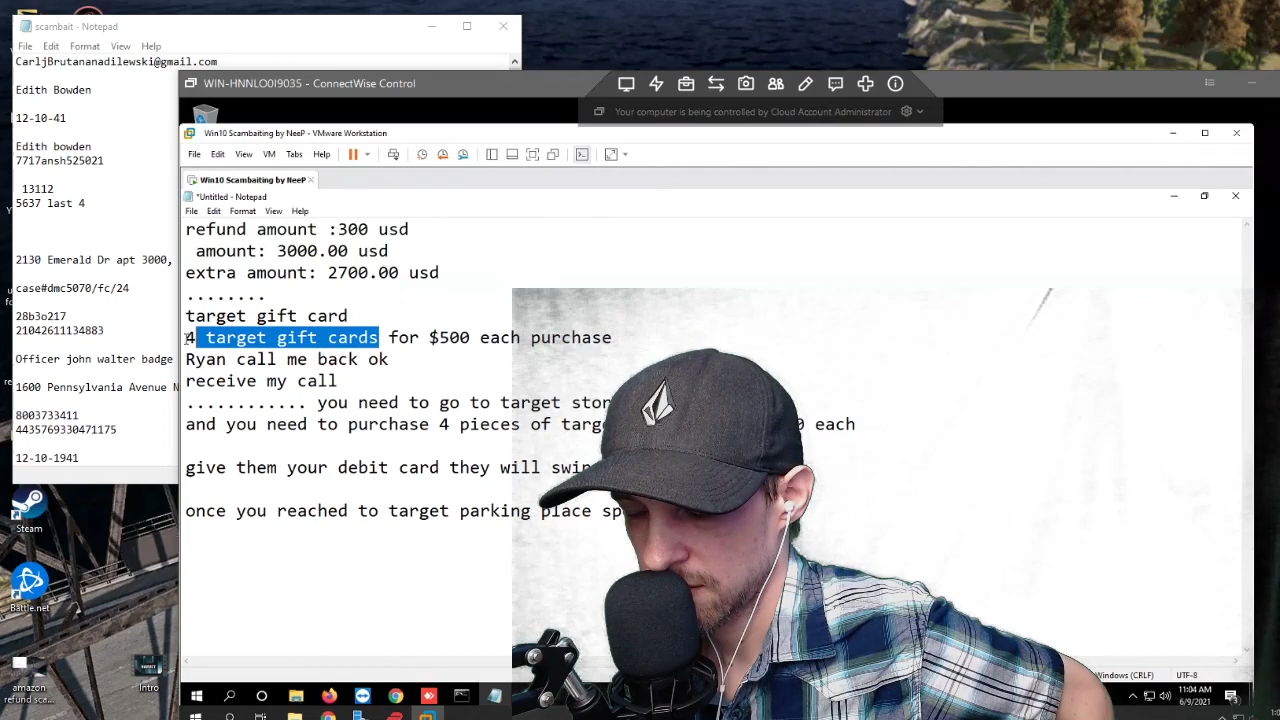 scambait - Notepad
File Edit Format View Help
CarljBrutananadilewski@gmail.com
Edith Bowden
12-10-41
Edith bowden
7717ansh525021
13112
5637 last 4
2130 Emerald Dr apt 3000,
case#dmc5070/fc/24
28b3o217
21042611134883
Officer john walter badge
1600 Pennsylvania Avenue N
8003733411
4435769330471175
12-10-1941
WIN-HNNLO0I9035 - ConnectWise Control
Your computer is being controlled by Cloud Account Administrator
Win10 Scambaiting by NeeP - VMware Workstation
File Edit View VM Tabs Help
Win10 Scambaiting by NeeP
*Untitled - Notepad
File Edit Format View Help
refund amount :300 usd
amount: 3000.00 usd
extra amount: 2700.00 usd
........
target gift card
4 target gift cards for $500 each purchase
Ryan call me back ok
receive my call
............ you need to go to target stor
and you need to purchase 4 pieces of targ 0 each
give them your debit card they will swip
once you reached to target parking place sp
Windows (CRLF) UTF-8
Steam
Battle.net
amazon
refund sca...
Intro
11:04 AM
6/9/2021